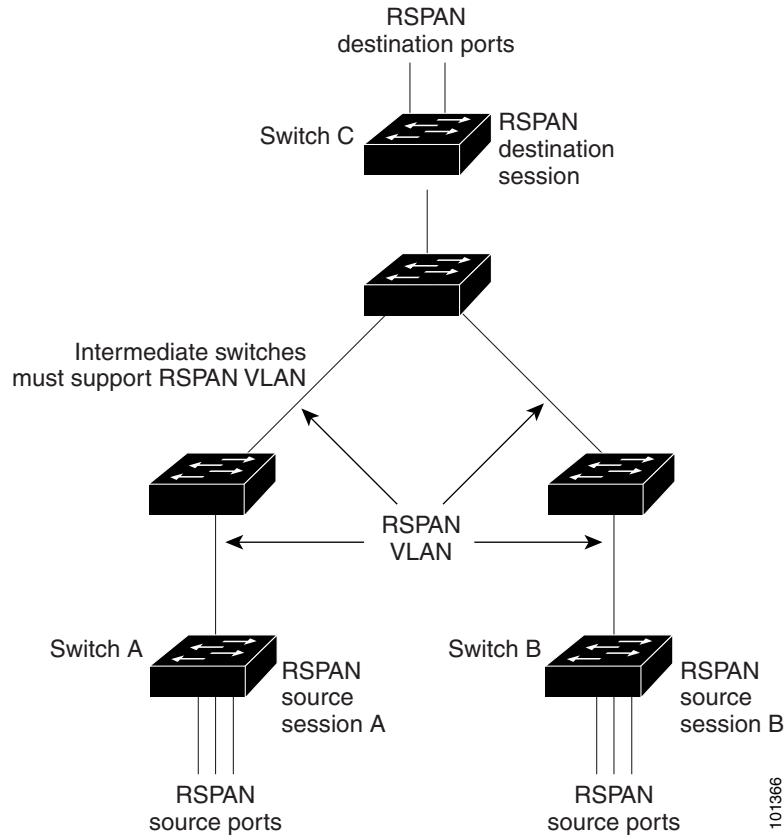 RSPAN
destination ports
Switch C
RSPAN
destination
session
Intermediate switches
must support RSPAN VLAN
RSPAN
VLAN
Switch A
RSPAN
source
session A
Switch B
RSPAN
source
session B
RSPAN
source ports
RSPAN
source ports
101366